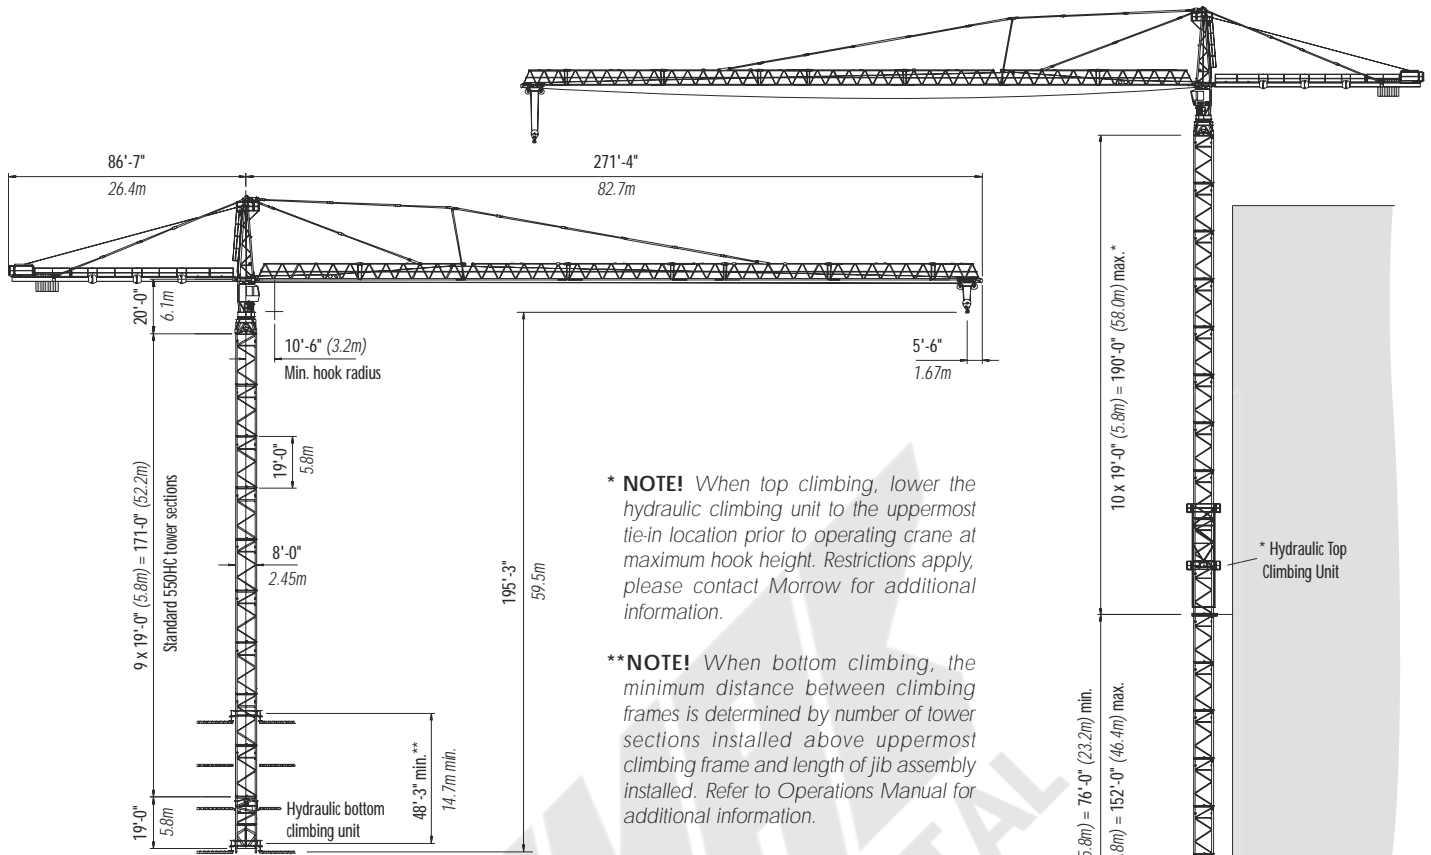 86'-7"
26.4m
271'-4"
82.7m
20'-0"
6.1m
10'-6" (3.2m)
Min. hook radius
5'-6"
1.67m
9 x 19'-0" (5.8m) = 171-0" (52.2m)
Standard 550HC tower sections
19'-0"
5.8m
8'-0"
2.45m
195'-3"
59.5m
48'-3" min.**
14.7m min.
19'-0"
5.8m
Hydraulic bottom
climbing unit
* NOTE! When top climbing, lower the
hydraulic climbing unit to the uppermost
tie-in location prior to operating crane at
maximum hook height. Restrictions apply,
please contact Morrow for additional
information.
**NOTE! When bottom climbing, the
minimum distance between climbing
frames is determined by number of tower
sections installed above uppermost
climbing frame and length of jib assembly
installed. Refer to Operations Manual for
additional information.
10 x 19'-0" (5.8m) = 190'-0" (58.0m) max.*
* Hydraulic Top
Climbing Unit
5.8m) = 76'-0" (23.2m) min.
.8m) = 152'-0" (46.4m) max.